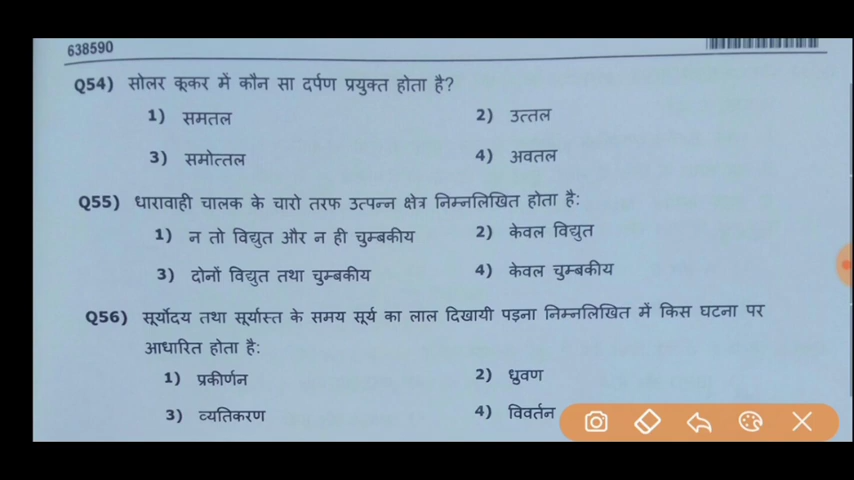 638590
Q54) सोलर कूकर में कौन सा दर्पण प्रयुक्त होता है?
1) समतल 2) उत्तल
3) समोत्तल 4) अवतल
Q55) धारावाही चालक के चारो तरफ उत्पन्न क्षेत्र निम्नलिखित होता है:
1) न तो विद्युत और न ही चुम्बकीय 2) केवल विद्युत
3) दोनों विद्युत तथा चुम्बकीय 4) केवल चुम्बकीय
Q56) सूर्योदय तथा सूर्यास्त के समय सूर्य का लाल दिखायी पड़ना निम्नलिखित में किस घटना पर
आधारित होता है:
1) प्रकीर्णन 2) ध्रुवण
3) व्यतिकरण 4) विवर्तन